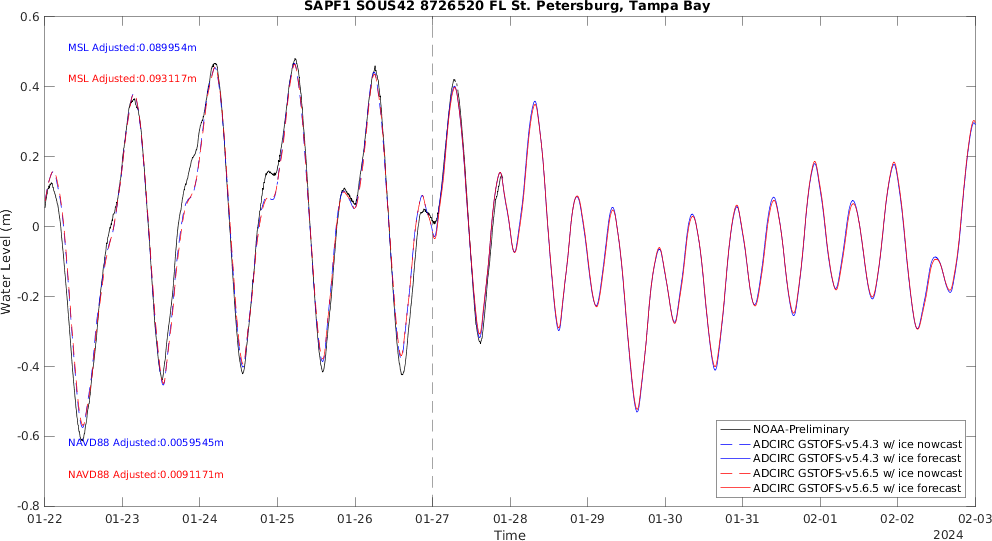 SAPF1 SOUS42 8726520 FL St. Petersburg, Tampa Bay
0.6
MSL Adjusted:0.089954m
MSL Adjusted:0.093117m
0.4
0.2
0
-0.2
-0.4
-0.6
-0.8
Water Level (m)
NAVD88 Adjusted:0.0059545m
NAVD88 Adjusted:0.0091171m
NOAA-Preliminary
ADCIRC GSTOFS-v5.4.3 w/ ice nowcast
ADCIRC GSTOFS-v5.4.3 w/ ice forecast
ADCIRC GSTOFS-v5.6.5 w/ ice nowcast
ADCIRC GSTOFS-v5.6.5 w/ ice forecast
01-22 01-23 01-24 01-25 01-26 01-27 01-28 01-29 01-30 01-31 02-01 02-02 02-03
Time
2024